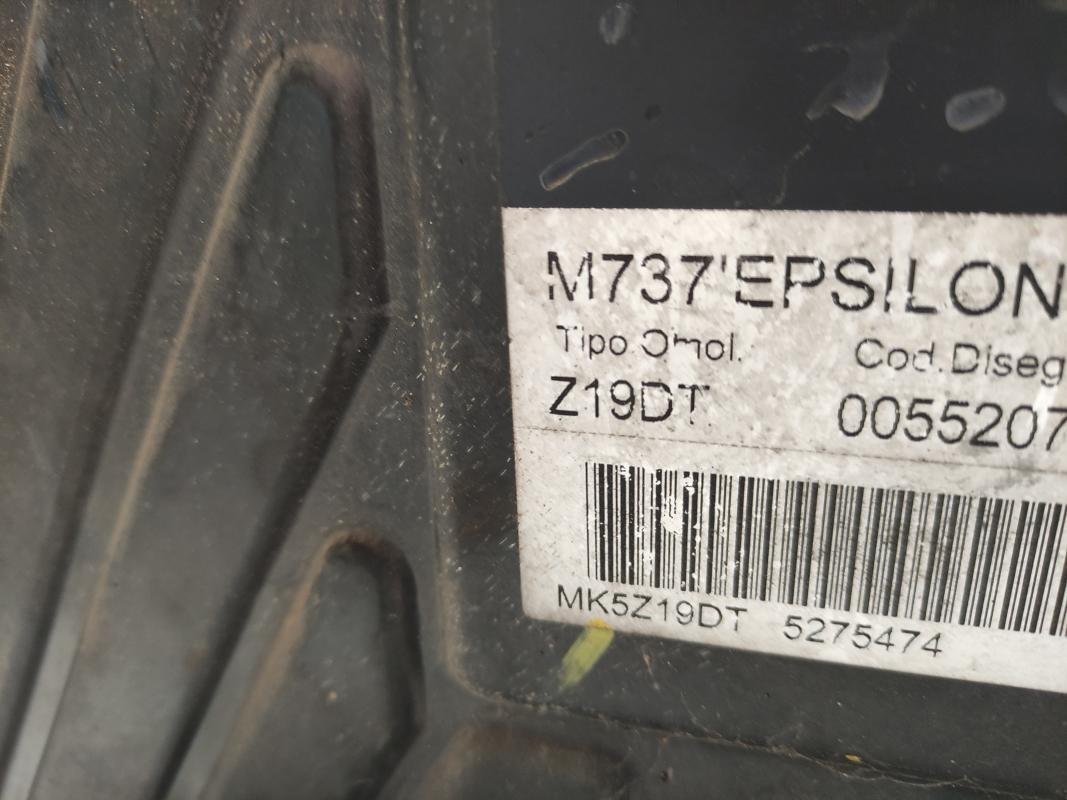 M737'EPSILON
Tipo Omol. Cod.Diseg
Z19DT 0055207
MK5Z19DT 5275474